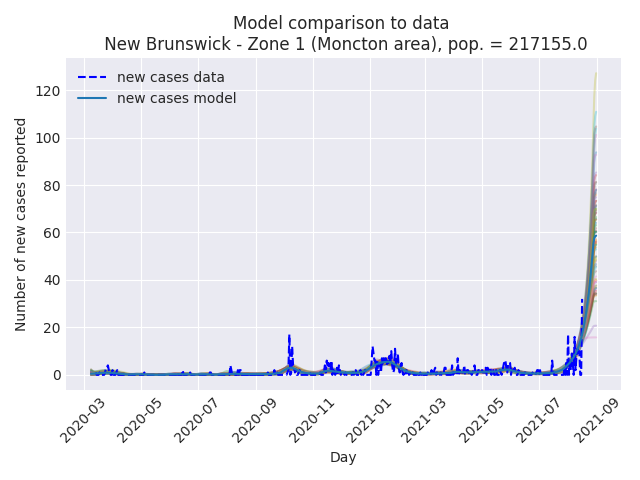 Model comparison to data
New Brunswick - Zone 1 (Moncton area), pop. = 217155.0
new cases data
new cases model
Number of new cases reported
120
100
80
60
40
20
0
2020-03
2020-05
2020-07
2020-09
2020-11
2021-01
2021-03
2021-05
2021-07
2021-09
Day